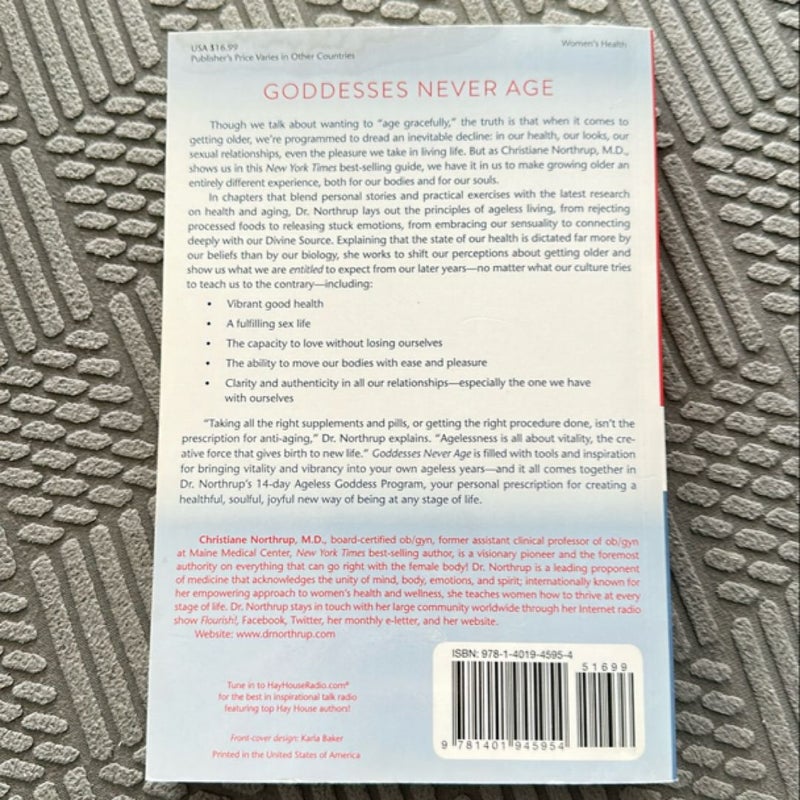 USA $16.99
Women's Health
Publisher's Price Varies in Other Countries
GODDESSES NEVER AGE
Though we talk about wanting to "age gracefully," the truth is that when it comes to
getting older, we're programmed to dread an inevitable decline: in our health, our looks, our
sexual relationships, even the pleasure we take in living life. But as Christiane Northrup, M.D.,
shows us in this New York Times best-selling guide, we have it in us to make growing older an
entirely different experience, both for our bodies and for our souls.
In chapters that blend personal stories and practical exercises with the latest research
on health and aging, Dr. Northrup lays out the principles of ageless living, from rejecting
processed foods to releasing stuck emotions, from embracing our sensuality to connecting
deeply with our Divine Source. Explaining that the state of our health is dictated far more by
our beliefs than by our biology, she works to shift our perceptions about getting older and
show us what we are entitled to expect from our later years—no matter what our culture tries
to teach us to the contrary—including:
• Vibrant good health
• A fulfilling sex life
• The capacity to love without losing ourselves
• The ability to move our bodies with ease and pleasure
• Clarity and authenticity in all our relationships—especially the one we have
with ourselves
"Taking all the right supplements and pills, or getting the right procedure done, isn't the
prescription for anti-aging," Dr. Northrup explains. "Agelessness is all about vitality, the cre-
ative force that gives birth to new life." Goddesses Never Age is filled with tools and inspiration
for bringing vitality and vibrancy into your own ageless years—and it all comes together in
Dr. Northrup's 14-day Ageless Goddess Program, your personal prescription for creating a
healthful, soulful, joyful new way of being at any stage of life.
Christiane Northrup, M.D., board-certified ob/gyn, former assistant clinical professor of ob/gyn
at Maine Medical Center, New York Times best-selling author, is a visionary pioneer and the foremost
authority on everything that can go right with the female body! Dr. Northrup is a leading proponent
of medicine that acknowledges the unity of mind, body, emotions, and spirit; internationally known for
her empowering approach to women's health and wellness, she teaches women how to thrive at every
stage of life. Dr. Northrup stays in touch with her large community worldwide through her Internet radio
show Flourish!, Facebook, Twitter, her monthly e-letter, and her website.
Website: www.drnorthrup.com
Tune in to HayHouseRadio.com®
for the best in inspirational talk radio
featuring top Hay House authors!
Front-cover design: Karla Baker
Printed in the United States of America
ISBN: 978-1-4019-4595-4
51699
9 781401 945954